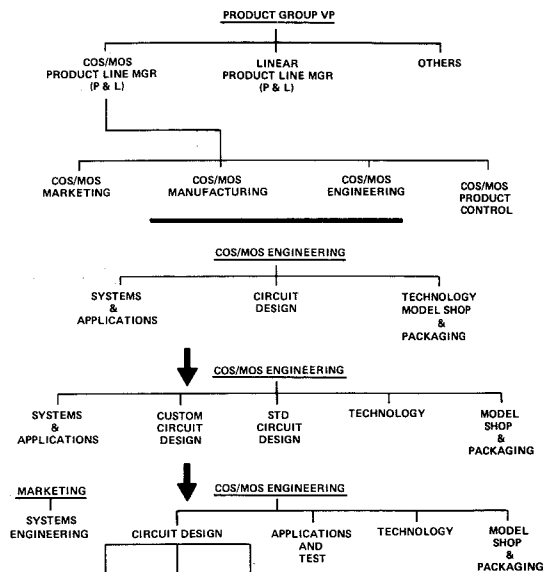 PRODUCT GROUP VP
COS/MOS
PRODUCT LINE MGR
(P & L)
LINEAR
PRODUCT LINE MGR
(P & L)
OTHERS
COS/MOS
MARKETING
COS/MOS
MANUFACTURING
COS/MOS
ENGINEERING
COS/MOS
PRODUCT
CONTROL
COS/MOS ENGINEERING
SYSTEMS
&
APPLICATIONS
CIRCUIT
DESIGN
TECHNOLOGY
MODEL SHOP
&
PACKAGING
COS/MOS ENGINEERING
SYSTEMS
&
APPLICATIONS
CUSTOM
CIRCUIT
DESIGN
STD
CIRCUIT
DESIGN
TECHNOLOGY
MODEL
SHOP
&
PACKAGING
MARKETING
SYSTEMS
ENGINEERING
COS/MOS ENGINEERING
CIRCUIT DESIGN
APPLICATIONS
AND
TEST
TECHNOLOGY
MODEL
SHOP
&
PACKAGING